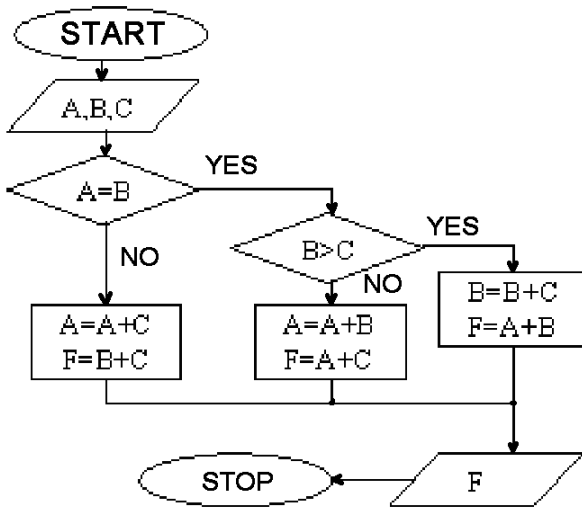 START
A,B,C
A=B
YES
NO
B>C
YES
NO
A=A+C
F=B+C
A=A+B
F=A+C
B=B+C
F=A+B
F
STOP